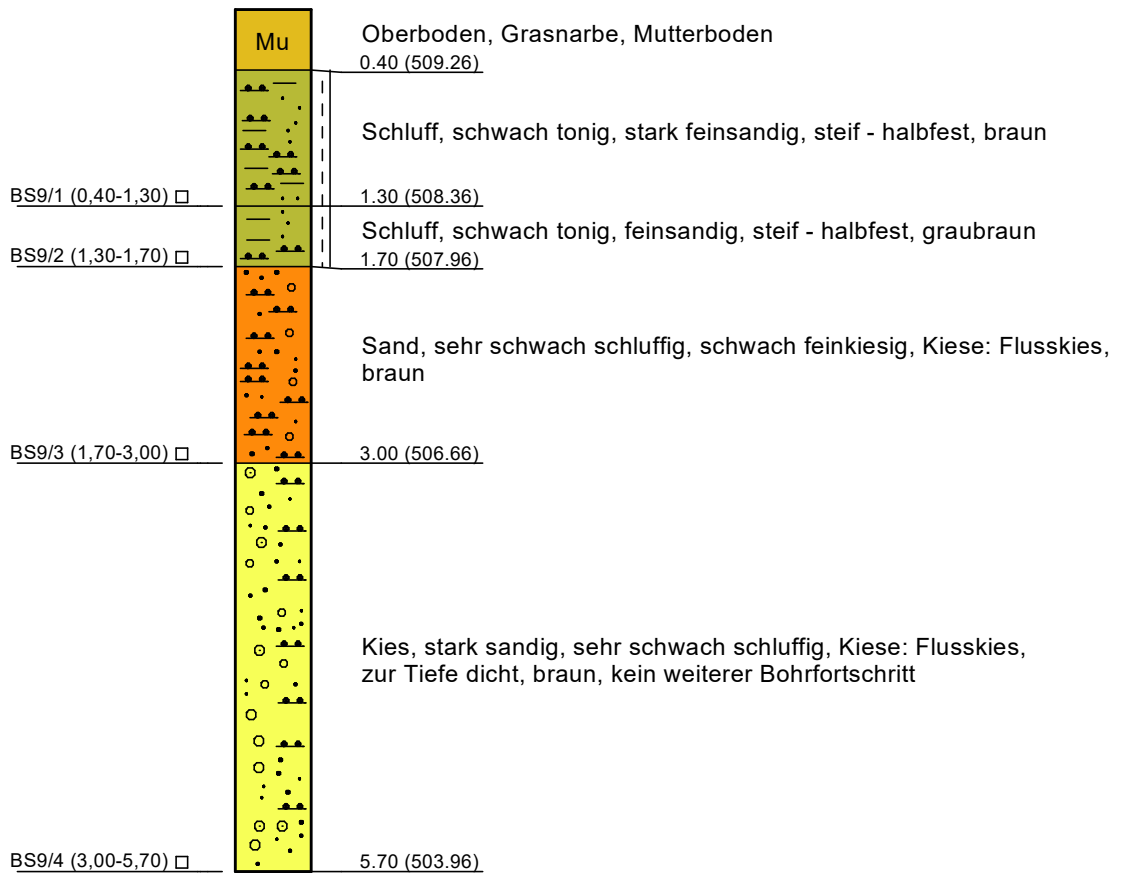 Mu
Oberboden, Grasnarbe, Mutterboden
0.40 (509.26)
Schluff, schwach tonig, stark feinsandig, steif - halbfest, braun
BS9/1 (0,40-1,30)
1.30 (508.36)
Schluff, schwach tonig, feinsandig, steif - halbfest, graubraun
BS9/2 (1,30-1,70)
1.70 (507.96)
Sand, sehr schwach schluffig, schwach feinkiesig, Kiese: Flusskies,
braun
BS9/3 (1,70-3,00)
3.00 (506.66)
Kies, stark sandig, sehr schwach schluffig, Kiese: Flusskies,
zur Tiefe dicht, braun, kein weiterer Bohrfortschritt
BS9/4 (3,00-5,70)
5.70 (503.96)